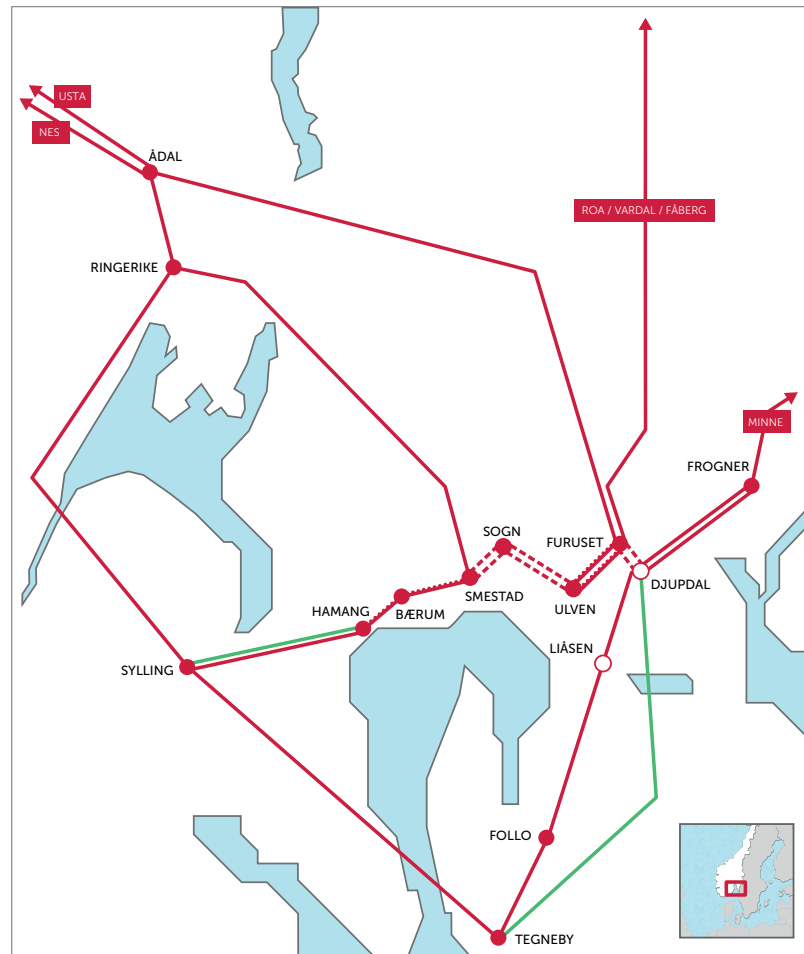 USTA
NES
ÅDAL
ROA / VARDAL / FÅBERG
RINGERIKE
MINNE
FROGNER
SOGN
FURUSET
SMESTAD
DJUPDAL
ULVEN
HAMANG
BÆRUM
LIÅSEN
SYLLING
FOLLO
TEGNEBY